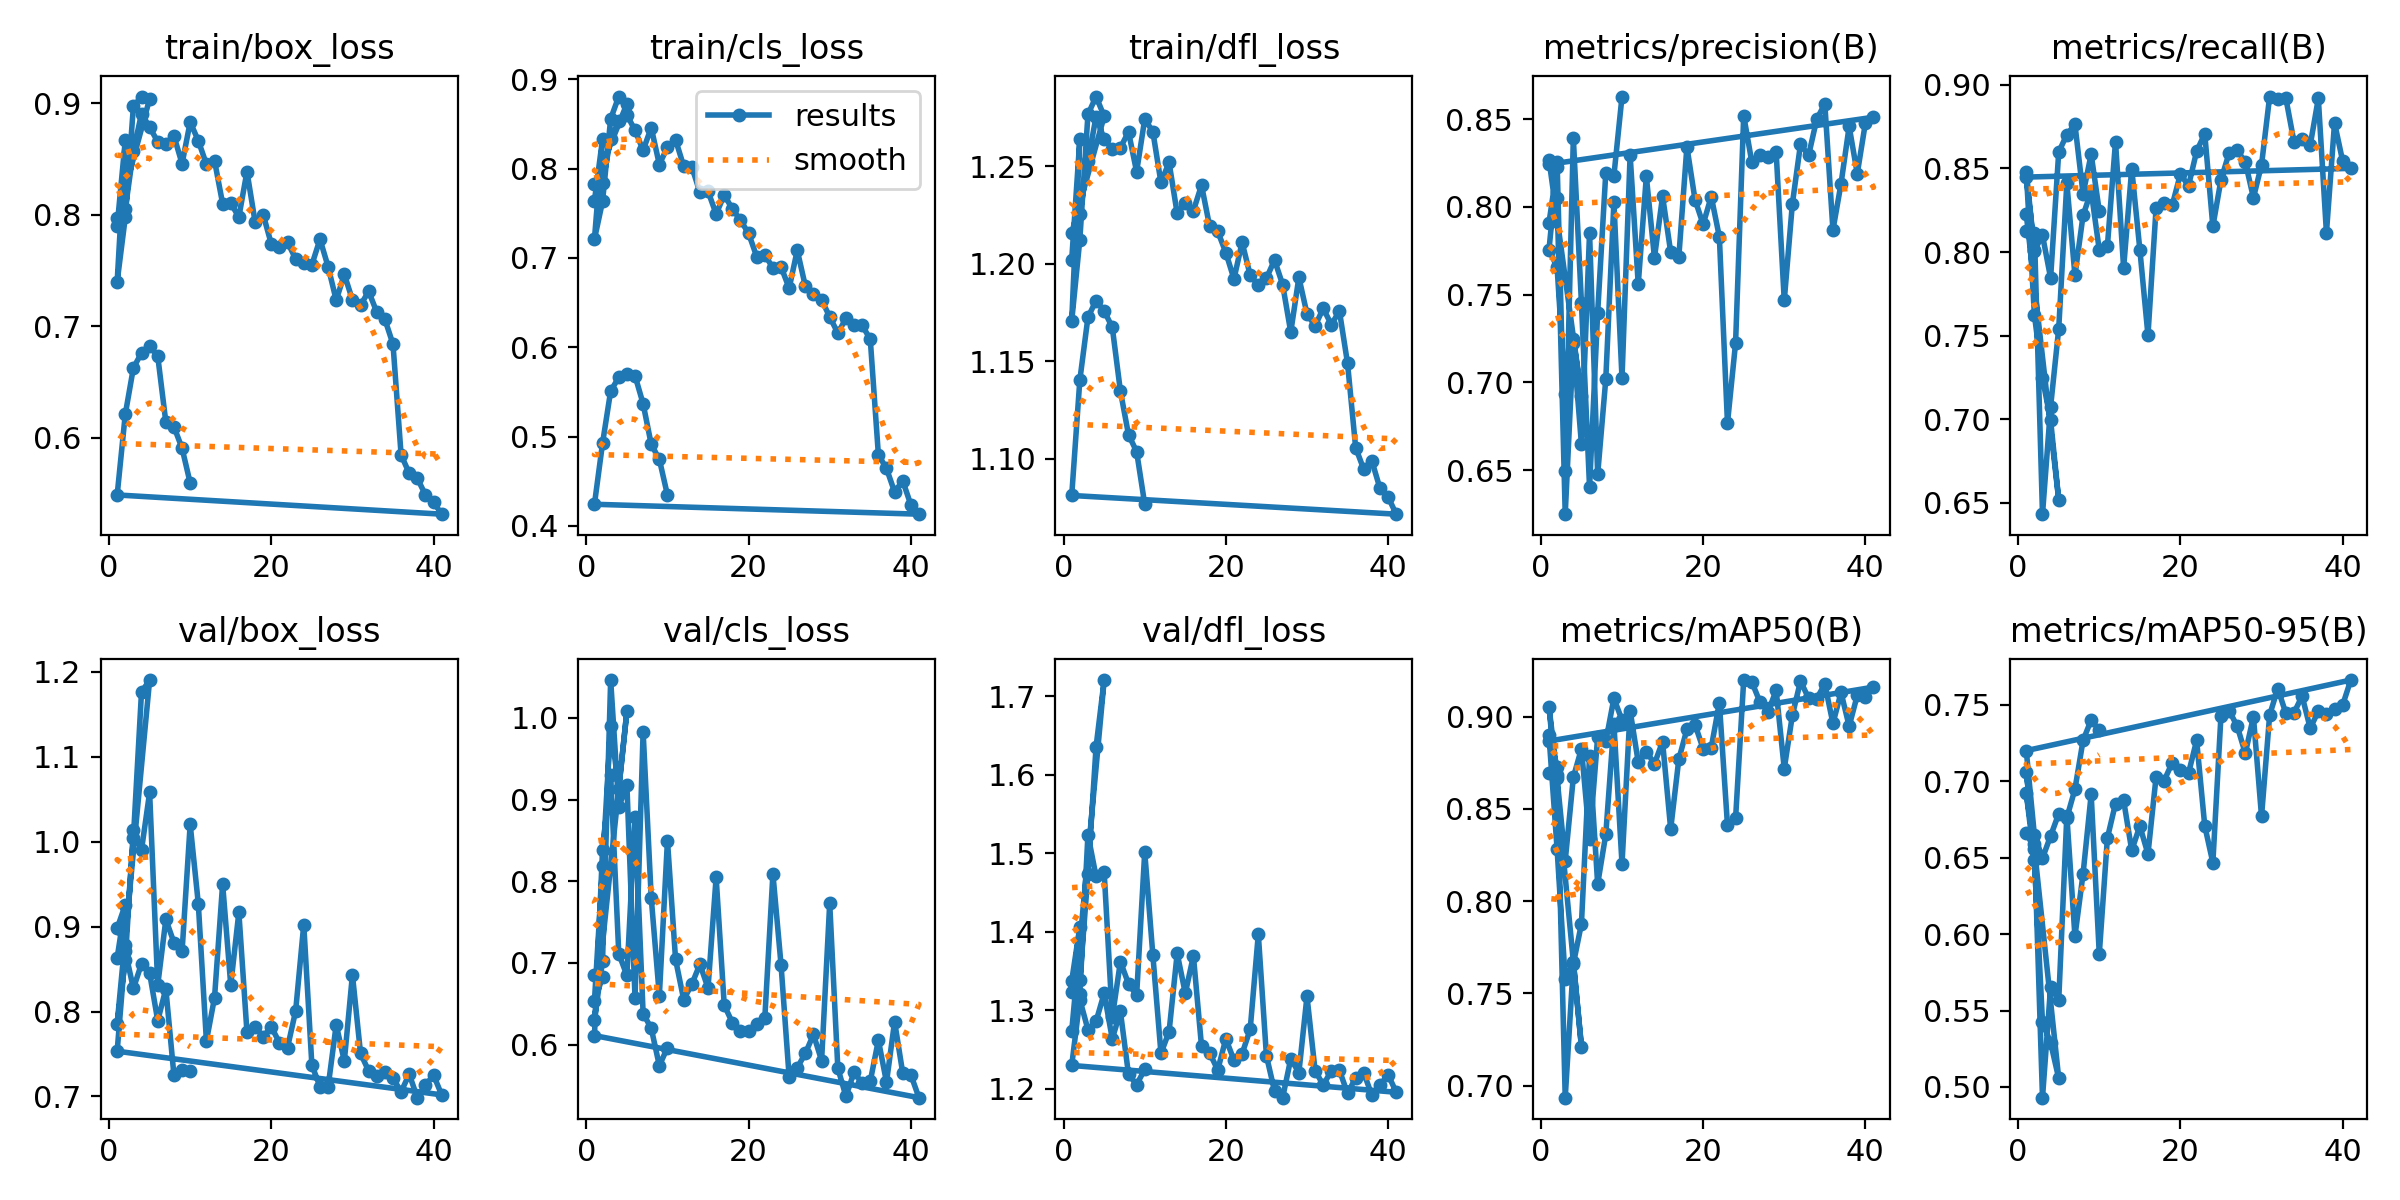 train/box_loss
0.9
0.8
0.7
0.6
0 20 40
train/cls_loss
0.9
0.8
0.7
0.6
0.5
0.4
0 20 40
results
smooth
train/dfl_loss
1.25
1.20
1.15
1.10
0 20 40
metrics/precision(B)
0.85
0.80
0.75
0.70
0.65
0 20 40
metrics/recall(B)
0.90
0.85
0.80
0.75
0.70
0.65
0 20 40
val/box_loss
1.2
1.1
1.0
0.9
0.8
0.7
0 20 40
val/cls_loss
1.0
0.9
0.8
0.7
0.6
0 20 40
val/dfl_loss
1.7
1.6
1.5
1.4
1.3
1.2
0 20 40
metrics/mAP50(B)
0.90
0.85
0.80
0.75
0.70
0 20 40
metrics/mAP50-95(B)
0.75
0.70
0.65
0.60
0.55
0.50
0 20 40